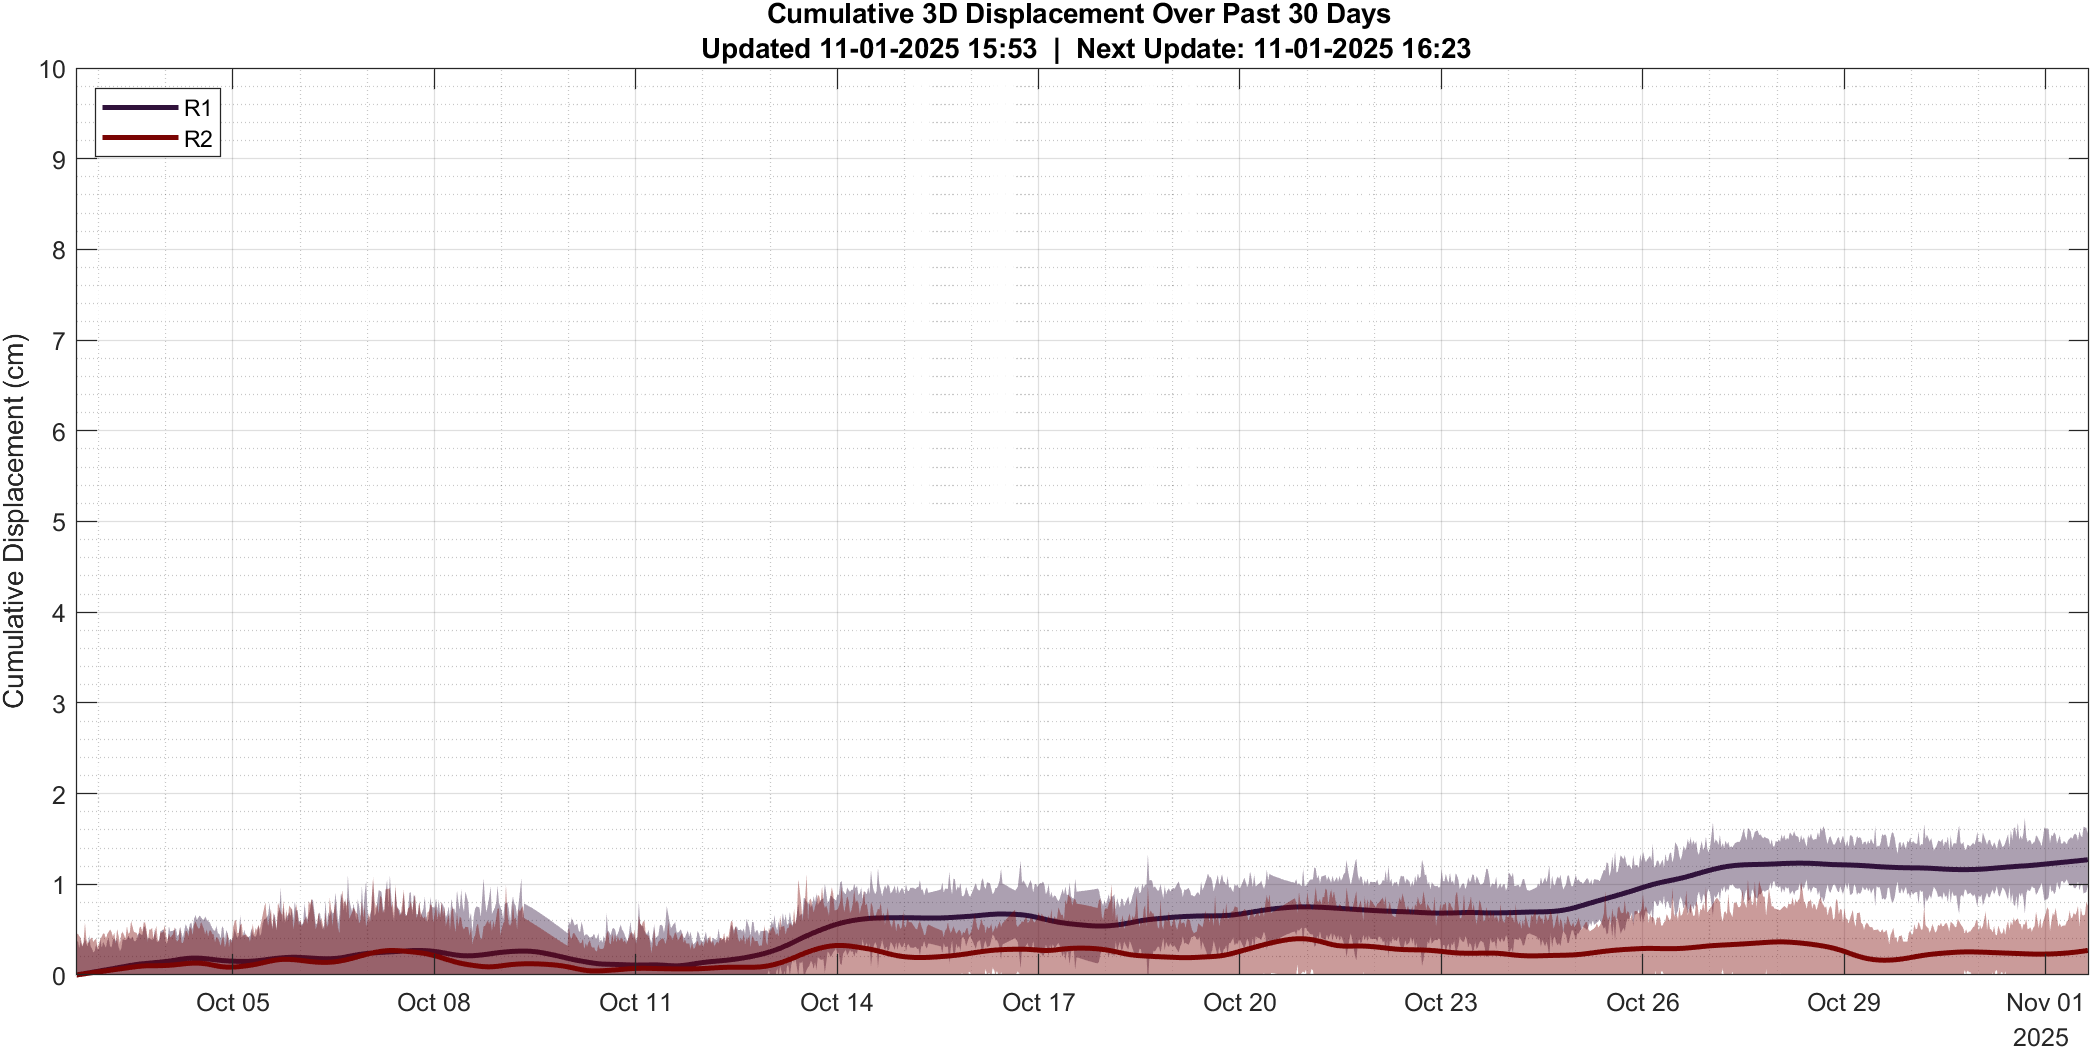 Cumulative 3D Displacement Over Past 30 Days
Updated 11-01-2025 15:53 | Next Update: 11-01-2025 16:23
R1
R2
Cumulative Displacement (cm)
10
9
8
7
6
5
4
3
2
1
0
Oct 05 Oct 08 Oct 11 Oct 14 Oct 17 Oct 20 Oct 23 Oct 26 Oct 29 Nov 01
2025